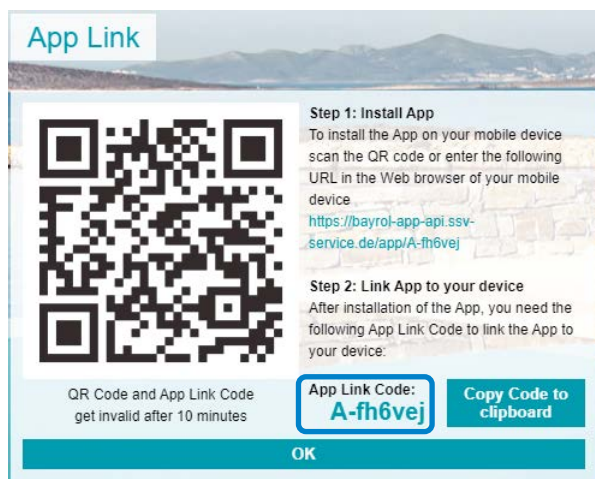 App Link
Step 1: Install App
To install the App on your mobile device
scan the QR code or enter the following
URL in the Web browser of your mobile
device
https://bayrol-app-api.ssv-
service.de/app/A-fh6vej
Step 2: Link App to your device
After installation of the App, you need the
following App Link Code to link the App to
your device:
QR Code and App Link Code
get invalid after 10 minutes
App Link Code:
A-fh6vej
Copy Code to
clipboard
OK